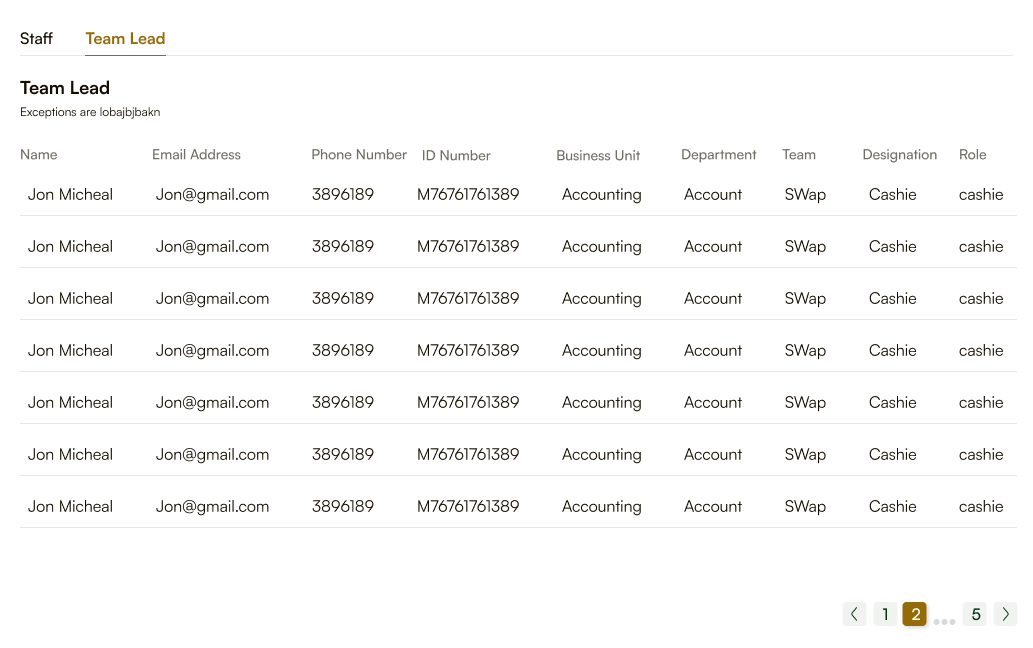 Staff Team Lead
Team Lead
Exceptions are lobajbjbakn
Name Email Address Phone Number ID Number Business Unit Department Team Designation Role
Jon Micheal Jon@gmail.com 3896189 M76761761389 Accounting Account SWap Cashie cashie
Jon Micheal Jon@gmail.com 3896189 M76761761389 Accounting Account SWap Cashie cashie
Jon Micheal Jon@gmail.com 3896189 M76761761389 Accounting Account SWap Cashie cashie
Jon Micheal Jon@gmail.com 3896189 M76761761389 Accounting Account SWap Cashie cashie
Jon Micheal Jon@gmail.com 3896189 M76761761389 Accounting Account SWap Cashie cashie
Jon Micheal Jon@gmail.com 3896189 M76761761389 Accounting Account SWap Cashie cashie
Jon Micheal Jon@gmail.com 3896189 M76761761389 Accounting Account SWap Cashie cashie
1 2 ... 5